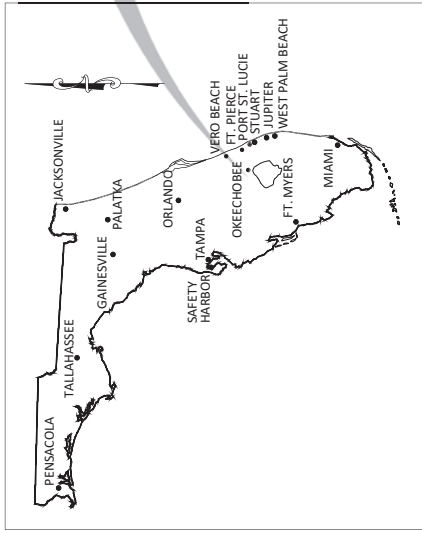 PENSACOLA
TALLAHASSEE
JACKSONVILLE
PALATKA
GAINESVILLE
ORLANDO
TAMPA
SAFETY
HARBOR
VERO BEACH
FT. PIERCE
PORT ST. LUCIE
STUART
JUPITER
WEST PALM BEACH
OKEECHOBEE
FT. MYERS
MIAMI